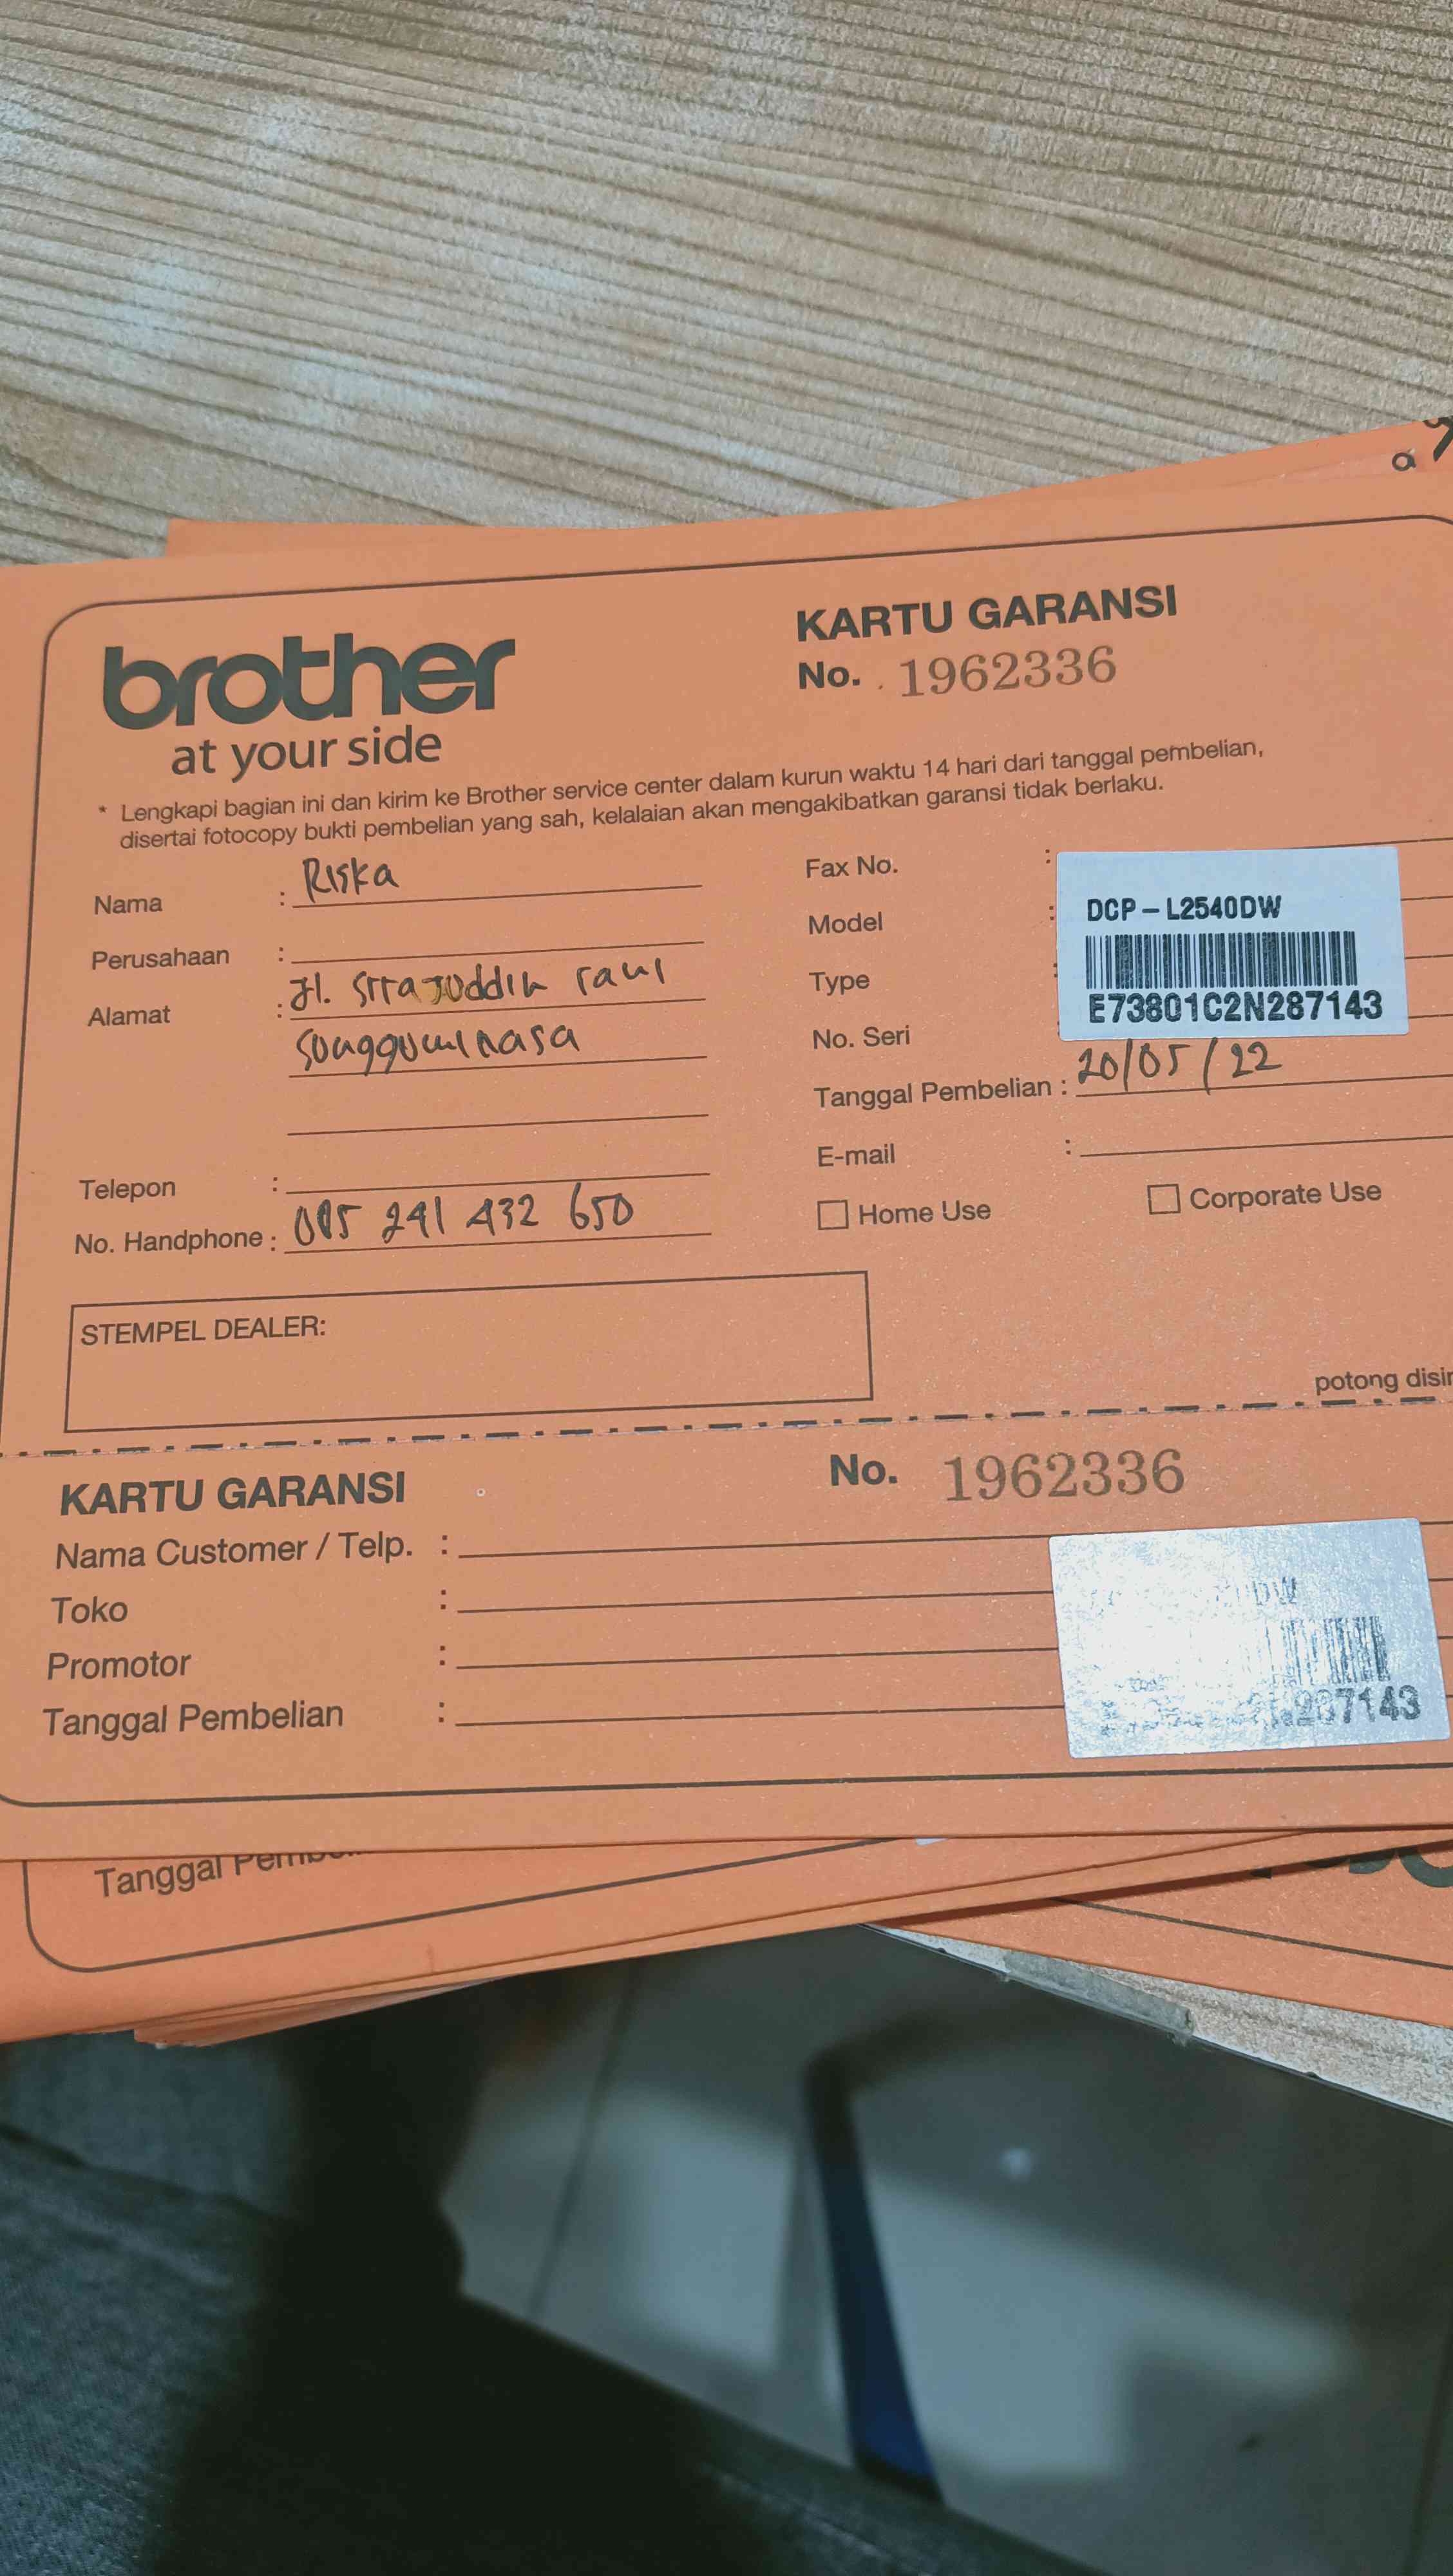 brother
at your side
KARTU GARANSI
No. 1962336
* Lengkapi bagian ini dan kirim ke Brother service center dalam kurun waktu 14 hari dari tanggal pembelian,
disertai fotocopy bukti pembelian yang sah, kelalaian akan mengakibatkan garansi tidak berlaku.
Nama : Riska
Perusahaan :
Alamat : Jl. Sirajuddin rani
Sungguminasa
Telepon :
No. Handphone : 085 241 432 650
Fax No. :
Model : DCP-L2540DW
Type :
E73801C2N287143
No. Seri :
Tanggal Pembelian : 20/05/22
E-mail :
Home Use Corporate Use
STEMPEL DEALER:
potong disin
KARTU GARANSI No. 1962336
Nama Customer / Telp. :
Toko :
Promotor :
Tanggal Pembelian :
7143
Tanggal